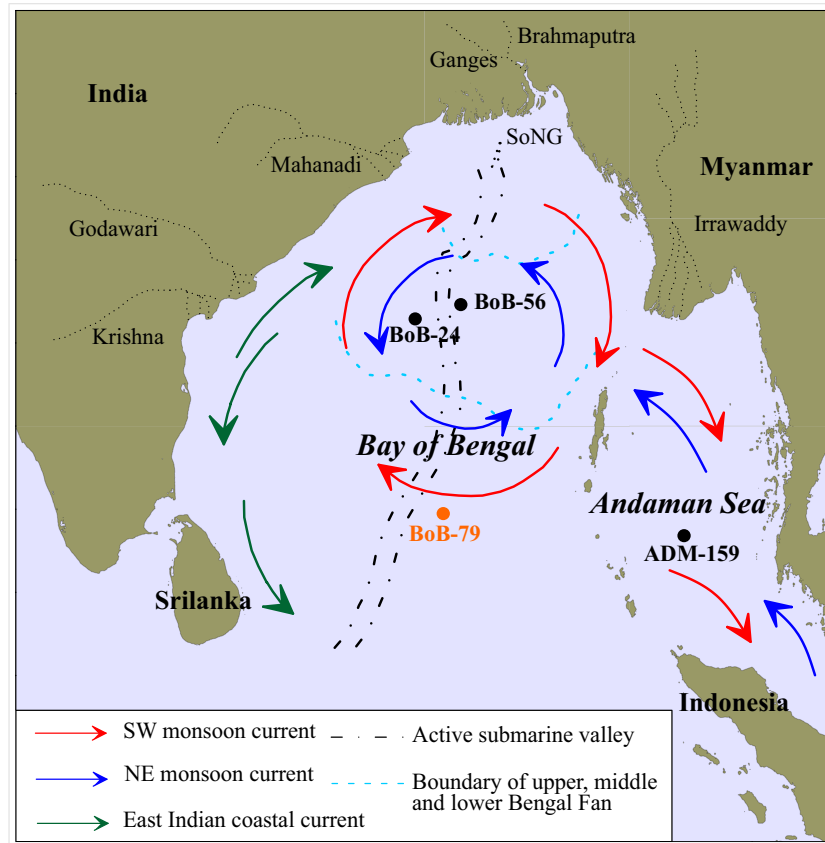 Brahmaputra
Ganges
India
SoNG
Mahanadi
Myanmar
Godawari
Irrawaddy
BoB-56
Krishna
BoB-24
Bay of Bengal
Andaman Sea
BoB-79
ADM-159
Srilanka
Indonesia
SW monsoon current
Active submarine valley
NE monsoon current
Boundary of upper, middle
and lower Bengal Fan
East Indian coastal current